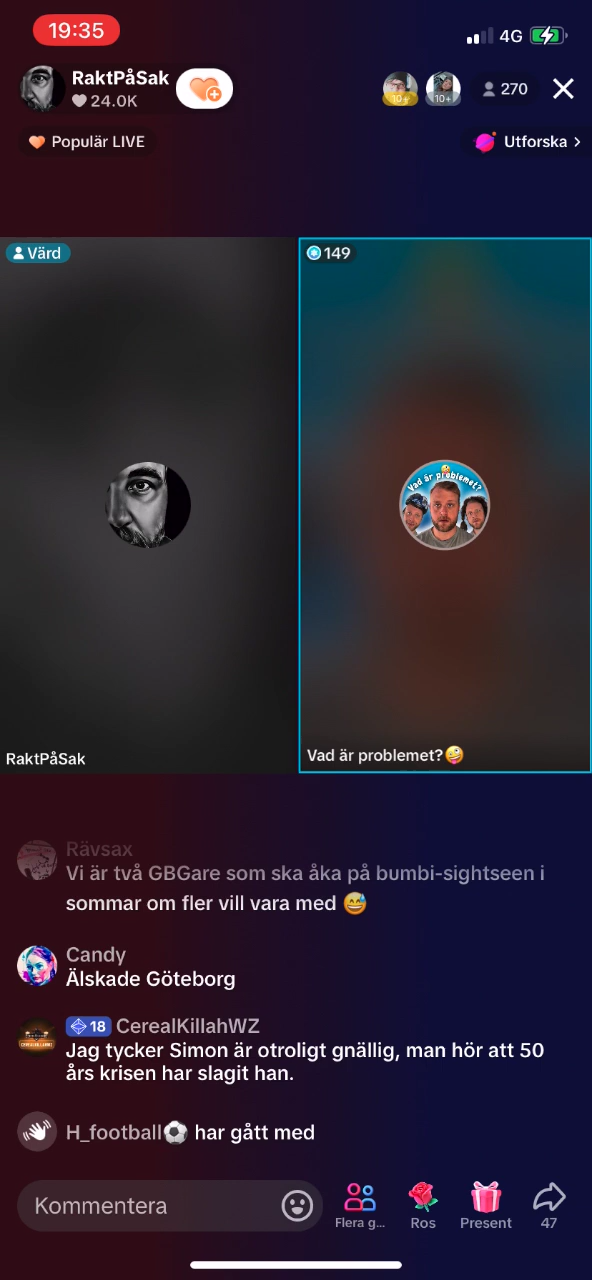 19:35
4G
RaktPåSak
24.0K
10+
10+
270
Populär LIVE
Utforska >
Värd
149
Vad är problemet?
RaktPåSak
Vad är problemet?🤪
Rävsax
Vi är två GBGare som ska åka på bumbi-sightseen i
sommar om fler vill vara med 😅
Candy
Älskade Göteborg
18 CerealKillahWZ
Jag tycker Simon är otroligt gnällig, man hör att 50
års krisen har slagit han.
H_football⚽ har gått med
Kommentera
Flera g...
Ros
Present
47